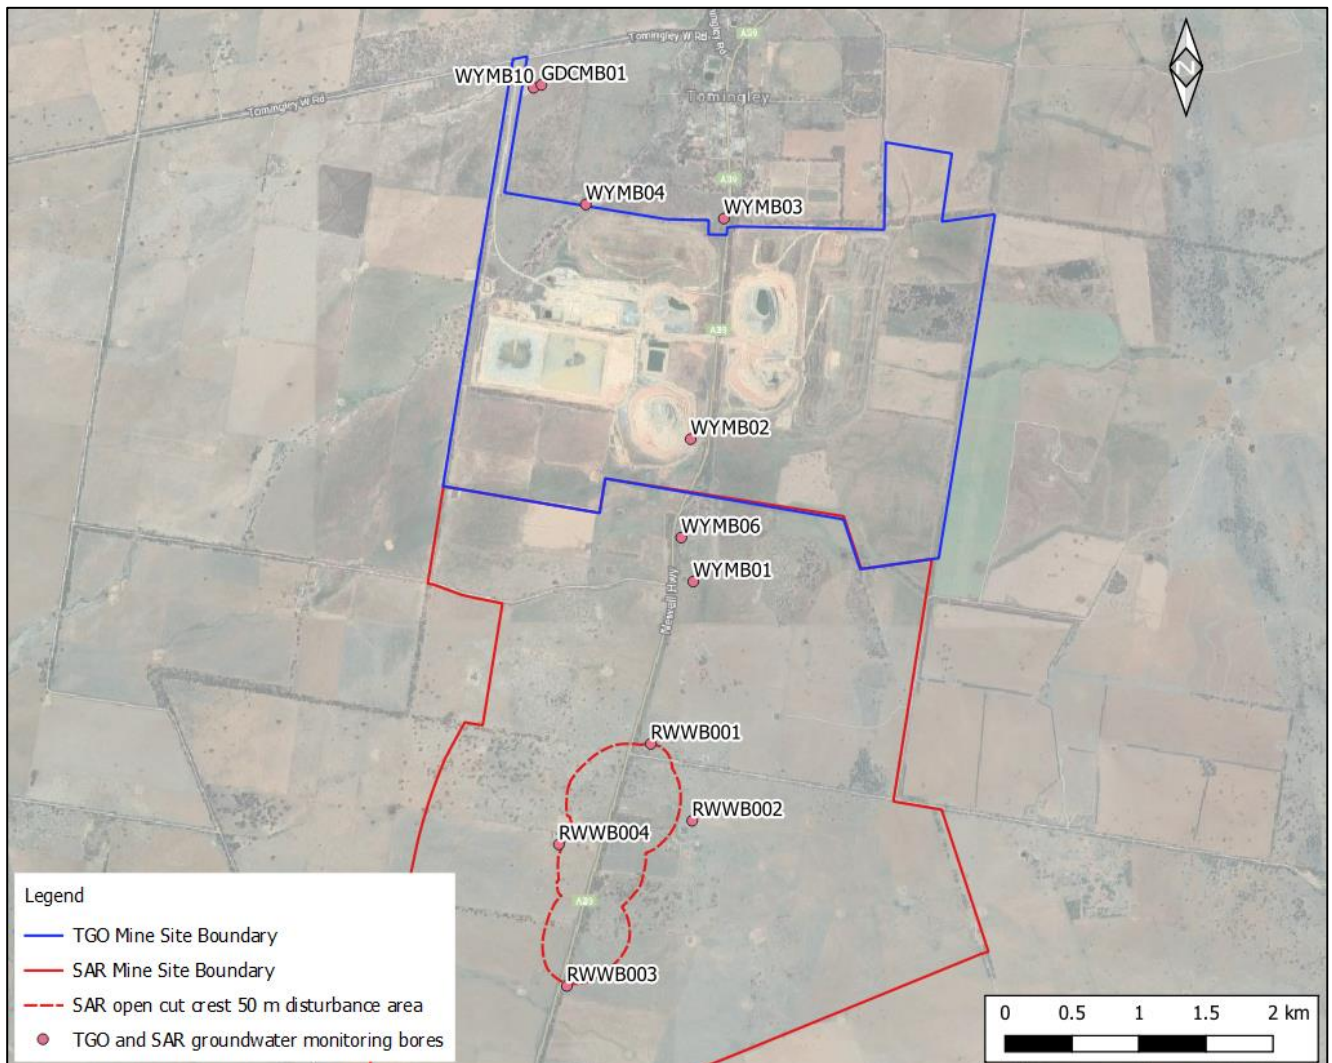 Tomingley W Rd
A39
WYMB10 GDCMB01
Tomingley
Tomingley W Rd
A39
WYMB04
WYMB03
A39
WYMB02
WYMB06
WYMB01
Newell Hwy
RWWB001
RWWB002
RWWB004
A39
RWWB003
Legend
TGO Mine Site Boundary
SAR Mine Site Boundary
SAR open cut crest 50 m disturbance area
TGO and SAR groundwater monitoring bores
0 0.5 1 1.5 2 km
N